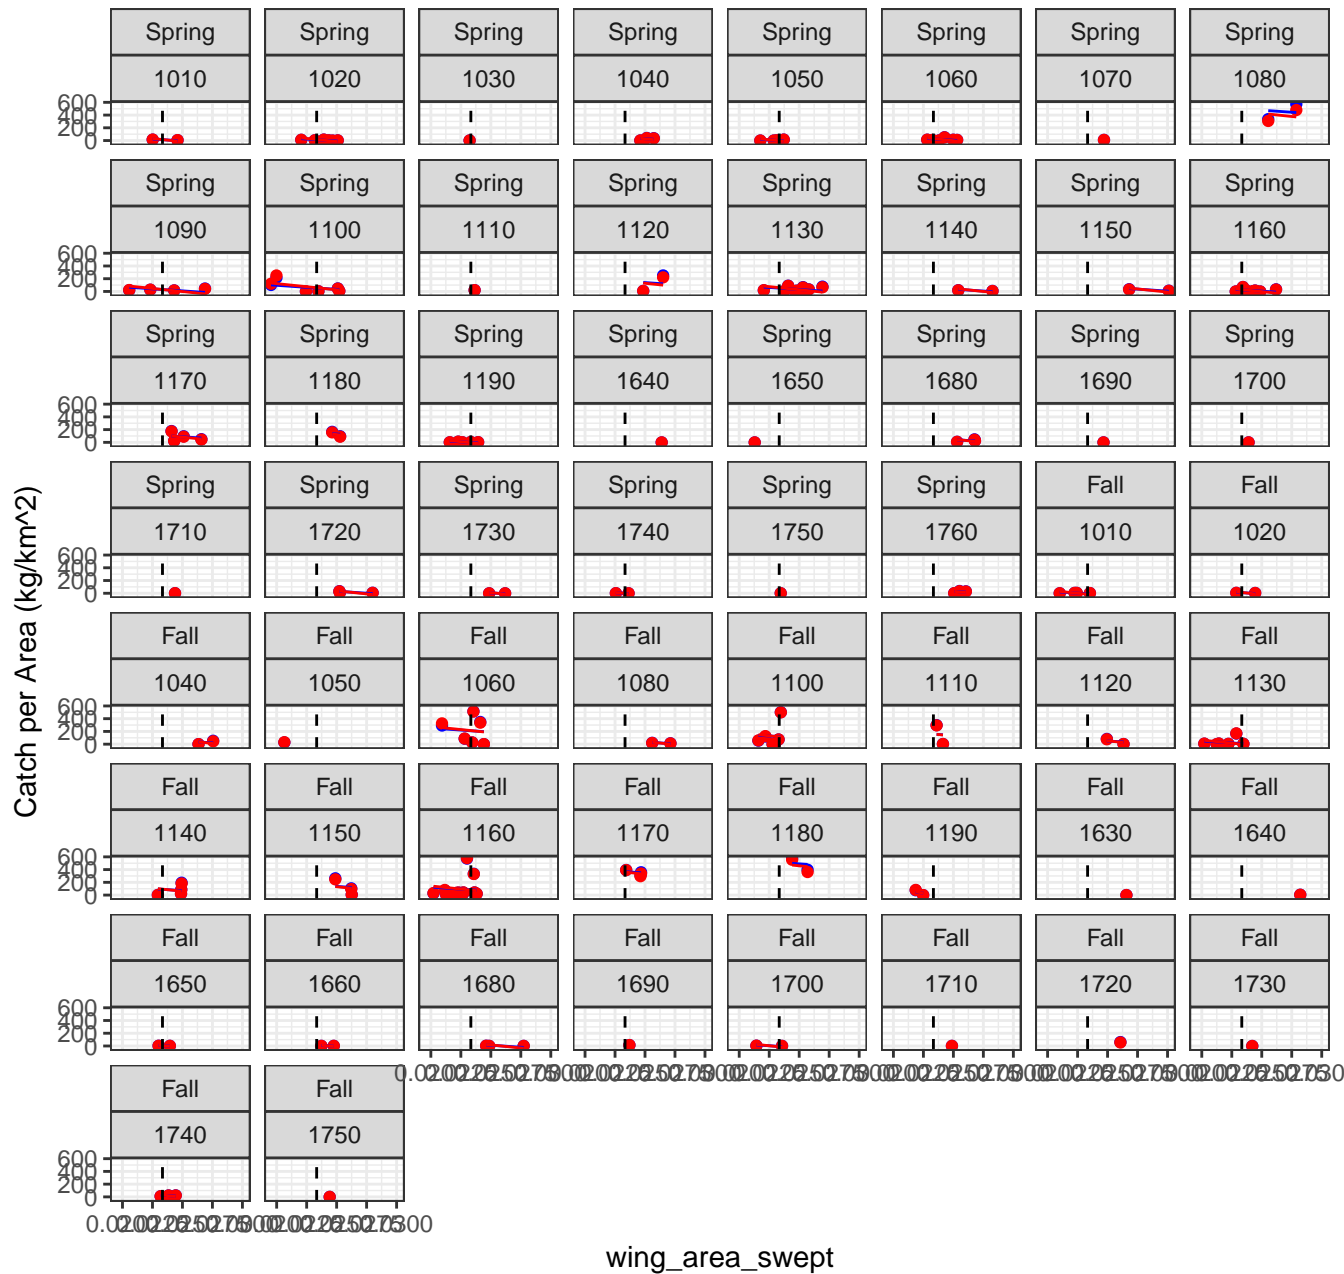 Spring Spring Spring Spring Spring Spring Spring Spring
1010 1020 1030 1040 1050 1060 1070 1080
600
400
200
0
Spring Spring Spring Spring Spring Spring Spring Spring
1090 1100 1110 1120 1130 1140 1150 1160
600
400
200
0
Spring Spring Spring Spring Spring Spring Spring Spring
1170 1180 1190 1640 1650 1680 1690 1700
600
400
200
0
Spring Spring Spring Spring Spring Spring Fall Fall
1710 1720 1730 1740 1750 1760 1010 1020
600
400
200
0
Catch per Area (kg/km^2)
Fall Fall Fall Fall Fall Fall Fall Fall
1040 1050 1060 1080 1100 1110 1120 1130
600
400
200
0
Fall Fall Fall Fall Fall Fall Fall Fall
1140 1150 1160 1170 1180 1190 1630 1640
600
400
200
0
Fall Fall Fall Fall Fall Fall Fall Fall
1650 1660 1680 1690 1700 1710 1720 1730
600
400
200
0
Fall Fall
1740 1750
600
400
200
0
wing_area_swept